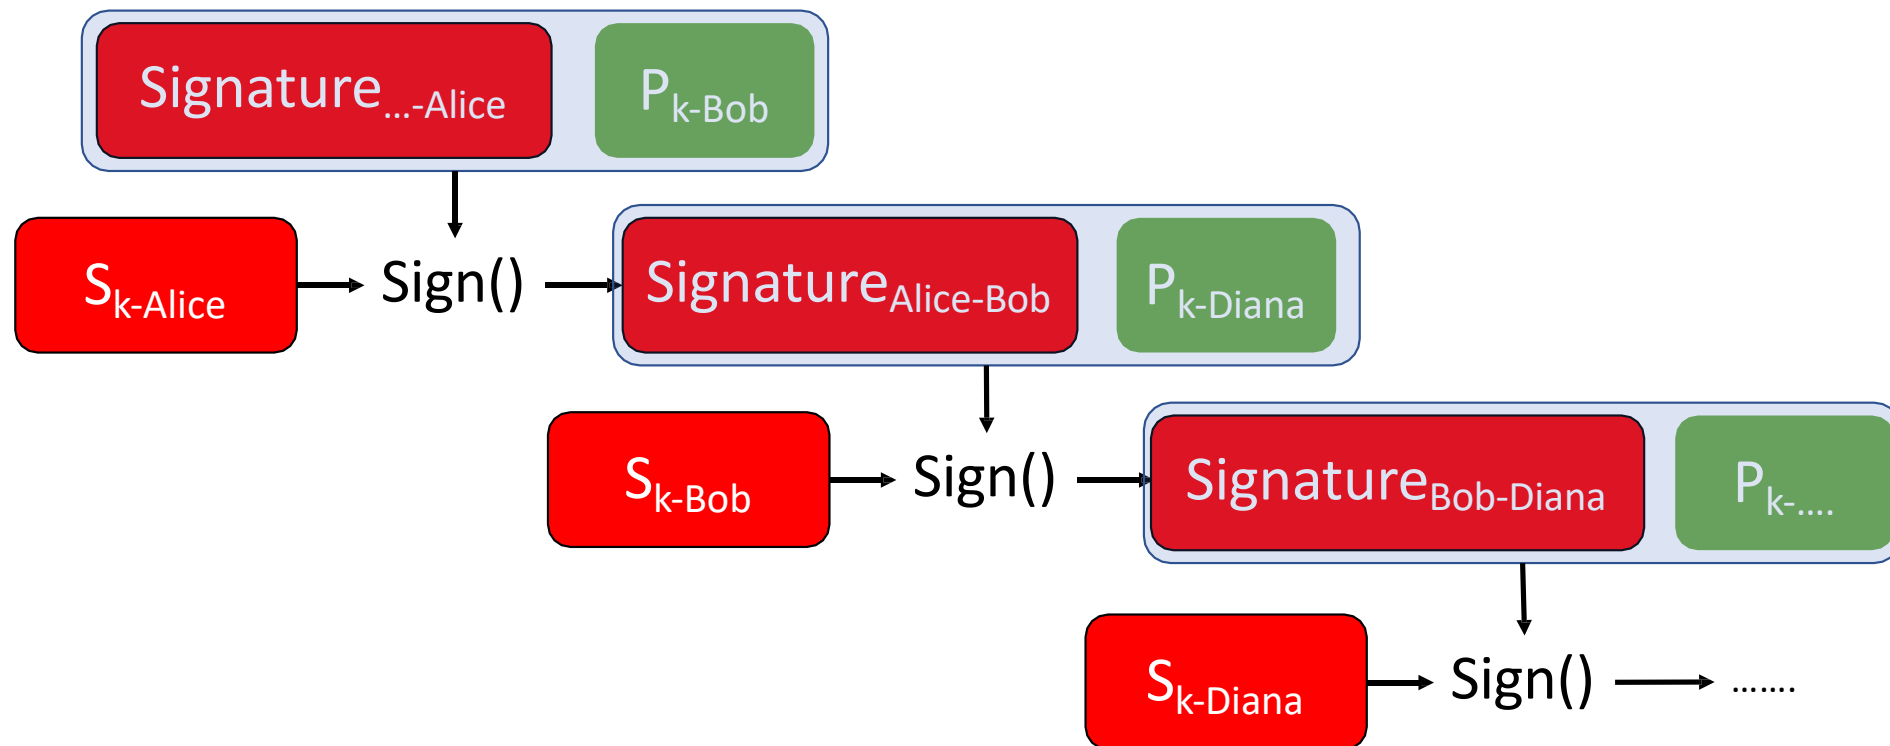 Signature...-Alice
Pk-Bob
Sk-Alice
Sign()
SignatureAlice-Bob
Pk-Diana
Sk-Bob
Sign()
SignatureBob-Diana
Pk-....
Sk-Diana
Sign()
.......